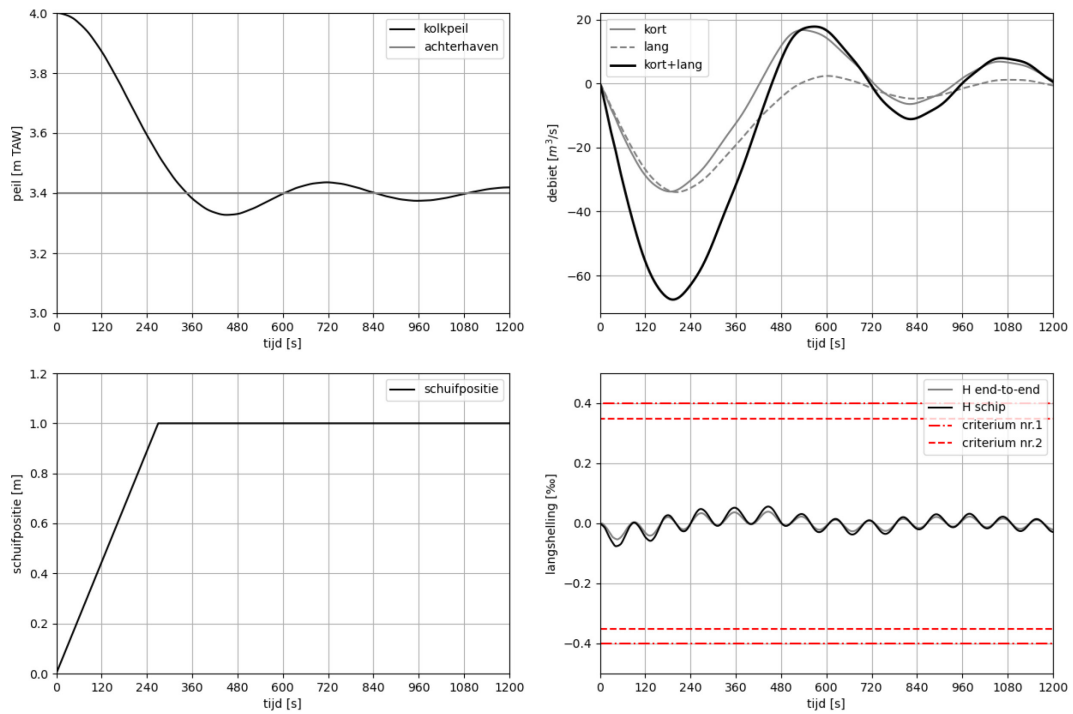 4.0
3.8
3.6
3.4
3.2
3.0
peil [m TAW]
kolkpeil
achterhaven
0 120 240 360 480 600 720 840 960 1080 1200
tijd [s]
20
0
−20
−40
−60
debiet [m³/s]
kort
lang
kort+lang
0 120 240 360 480 600 720 840 960 1080 1200
tijd [s]
1.2
1.0
0.8
0.6
0.4
0.2
0.0
schuifpositie [m]
schuifpositie
0 120 240 360 480 600 720 840 960 1080 1200
tijd [s]
0.4
0.2
0.0
−0.2
−0.4
langshelling [‰]
H end-to-end
H schip
criterium nr.1
criterium nr.2
0 120 240 360 480 600 720 840 960 1080 1200
tijd [s]